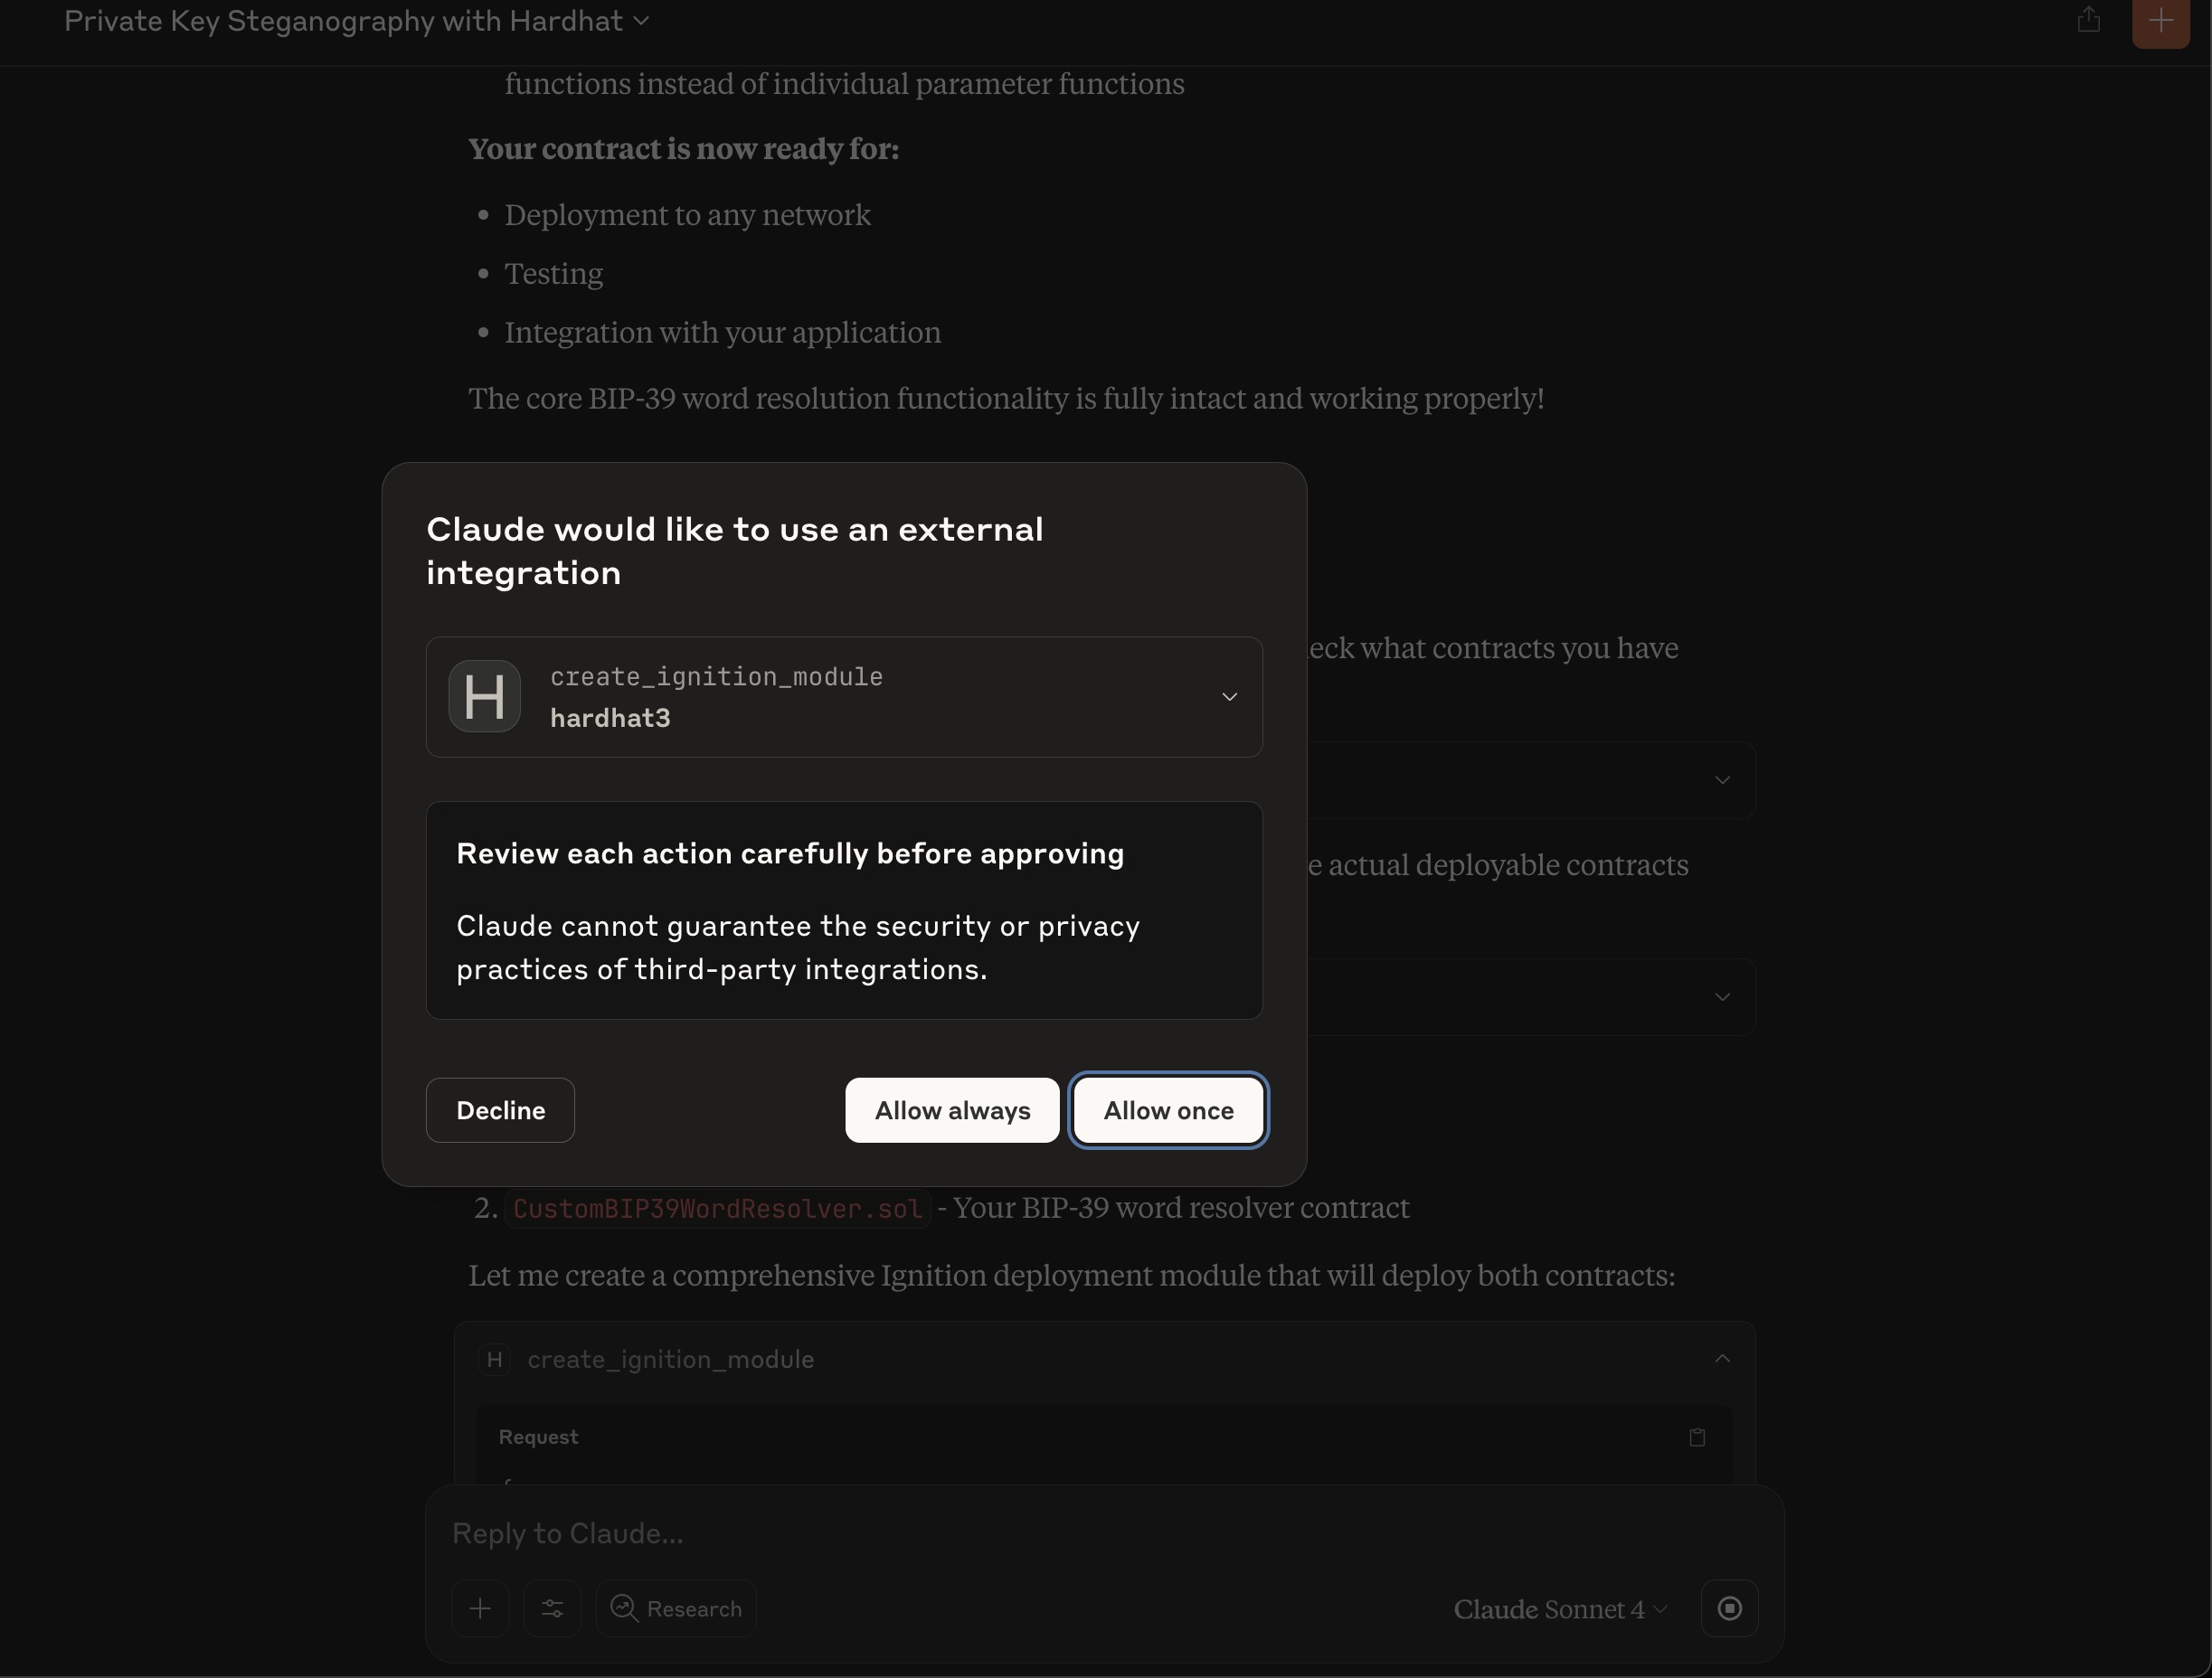 Private Key Steganography with Hardhat
functions instead of individual parameter functions
Your contract is now ready for:
Deployment to any network
Testing
Integration with your application
The core BIP-39 word resolution functionality is fully intact and working properly!
Claude would like to use an external
integration
create_ignition_module
H
hardhat3
eck what contracts you have
Review each action carefully before approving
e actual deployable contracts
Claude cannot guarantee the security or privacy
practices of third-party integrations.
Decline
Allow always
Allow once
2. CustomBIP39WordResolver.sol - Your BIP-39 word resolver contract
Let me create a comprehensive Ignition deployment module that will deploy both contracts:
H create_ignition_module
Request
Reply to Claude...
Research
Claude Sonnet 4